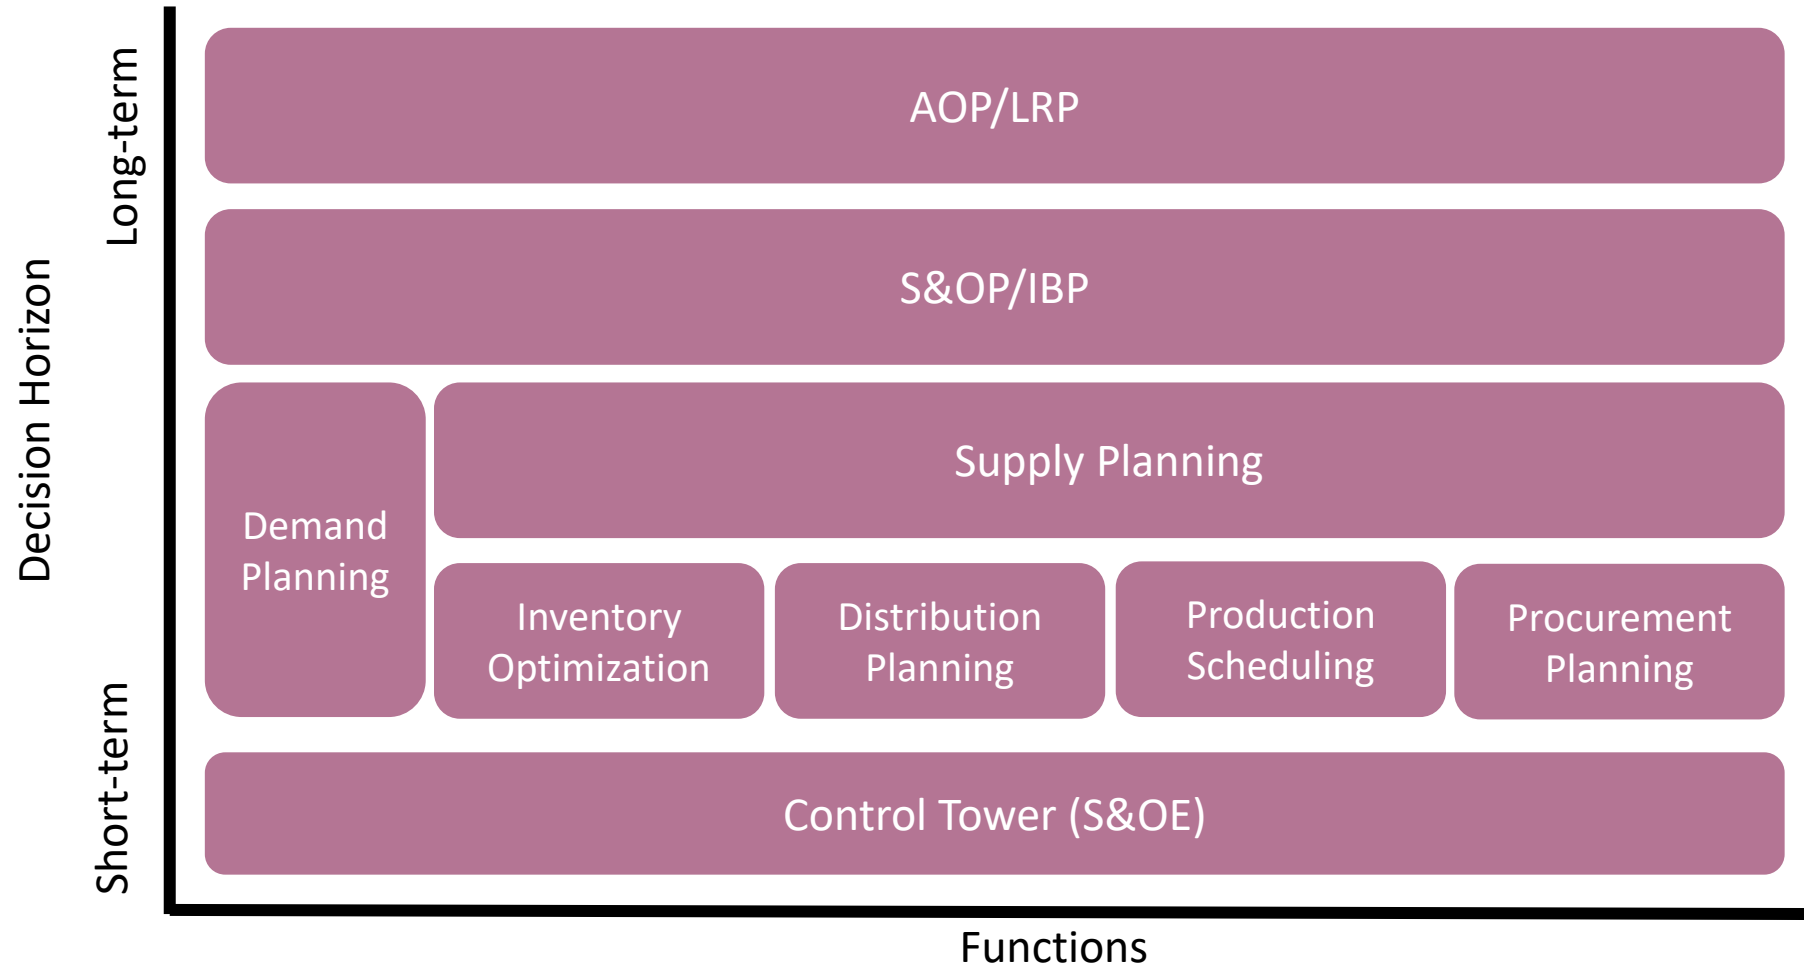 Decision Horizon
Long-term
Short-term
AOP/LRP
S&OP/IBP
Demand
Planning
Supply Planning
Inventory
Optimization
Distribution
Planning
Production
Scheduling
Procurement
Planning
Control Tower (S&OE)
Functions